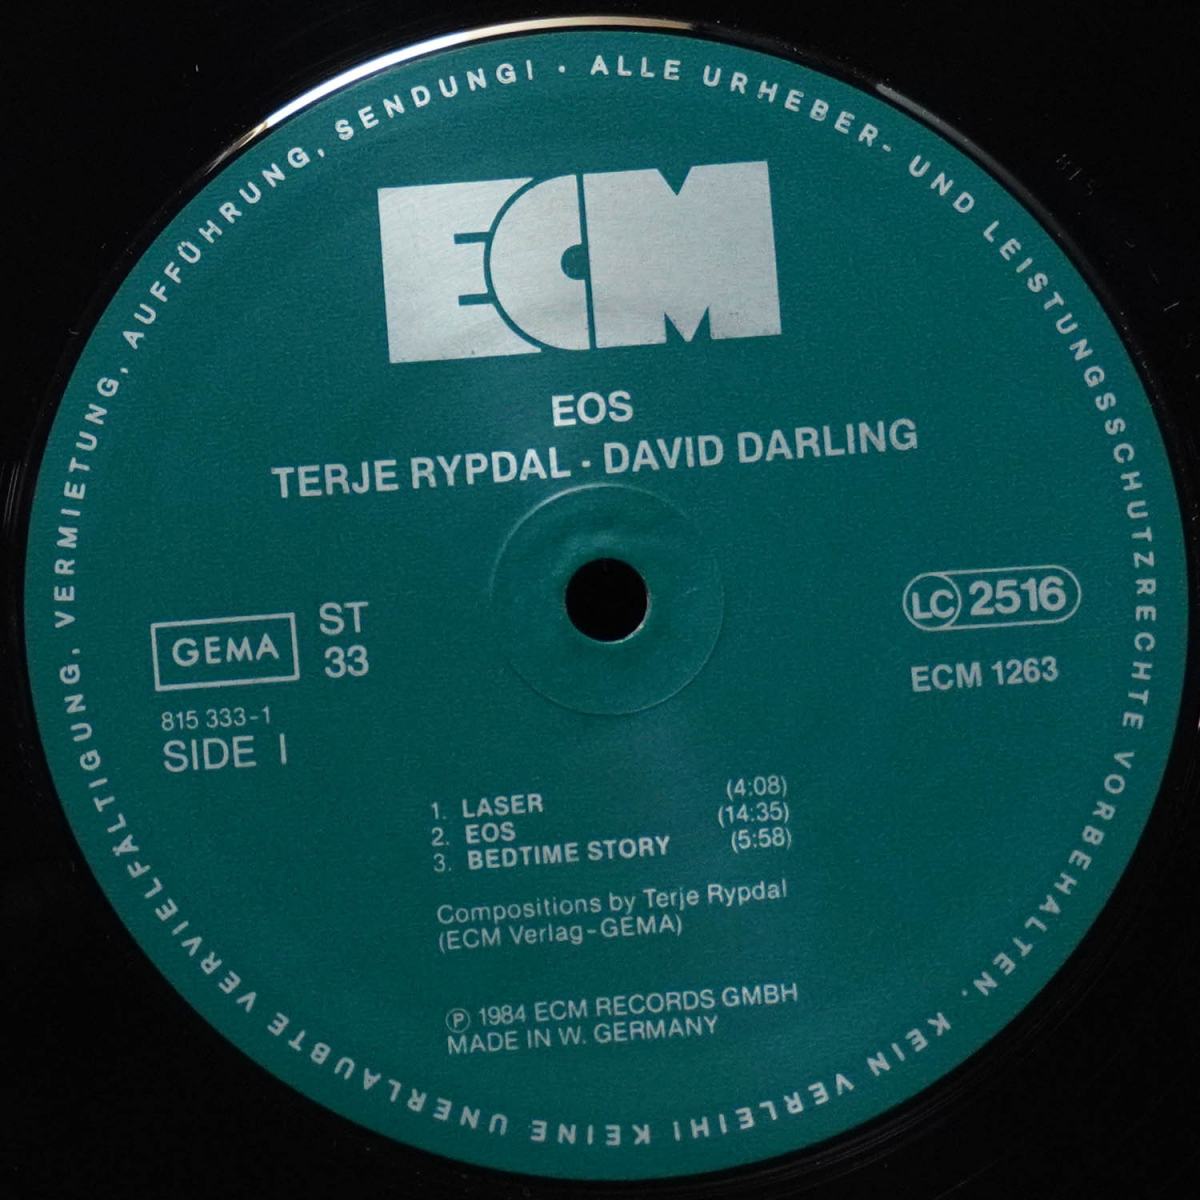 ALLE URHEBER- UND LEISTUNGSSCHUTZRECHTE VORBEHALTEN. KEIN VERLEIH! KEINE UNERLAUBTE VERVIELFÄLTIGUNG, VERMIETUNG, AUFFÜHRUNG, SENDUNG! ·
ECM
EOS
TERJE RYPDAL · DAVID DARLING
GEMA
ST
33
LC 2516
ECM 1263
815 333-1
SIDE I
1. LASER (4:08)
2. EOS (14:35)
3. BEDTIME STORY (5:58)
Compositions by Terje Rypdal
(ECM Verlag-GEMA)
℗ 1984 ECM RECORDS GMBH
MADE IN W. GERMANY